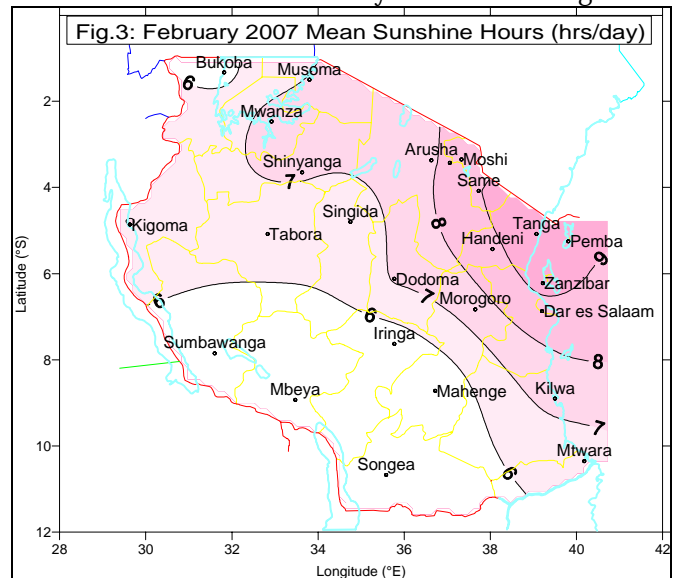 Fig.3: February 2007 Mean Sunshine Hours (hrs/day)
Bukoba
6
Musoma
2
Mwanza
Arusha
Moshi
Shinyanga
7
Same
4
Singida
8
Tanga
Kigoma
Tabora
Handeni
Pemba
9
6
Dodoma
Zanzibar
6
7
Morogoro
6
Dar es Salaam
Iringa
Sumbawanga
8
8
Mbeya
Mahenge
Kilwa
7
10
Mtwara
Songea
6
12
28
30
32
34
36
38
40
42
Latitude (°S)
Longitude (°E)